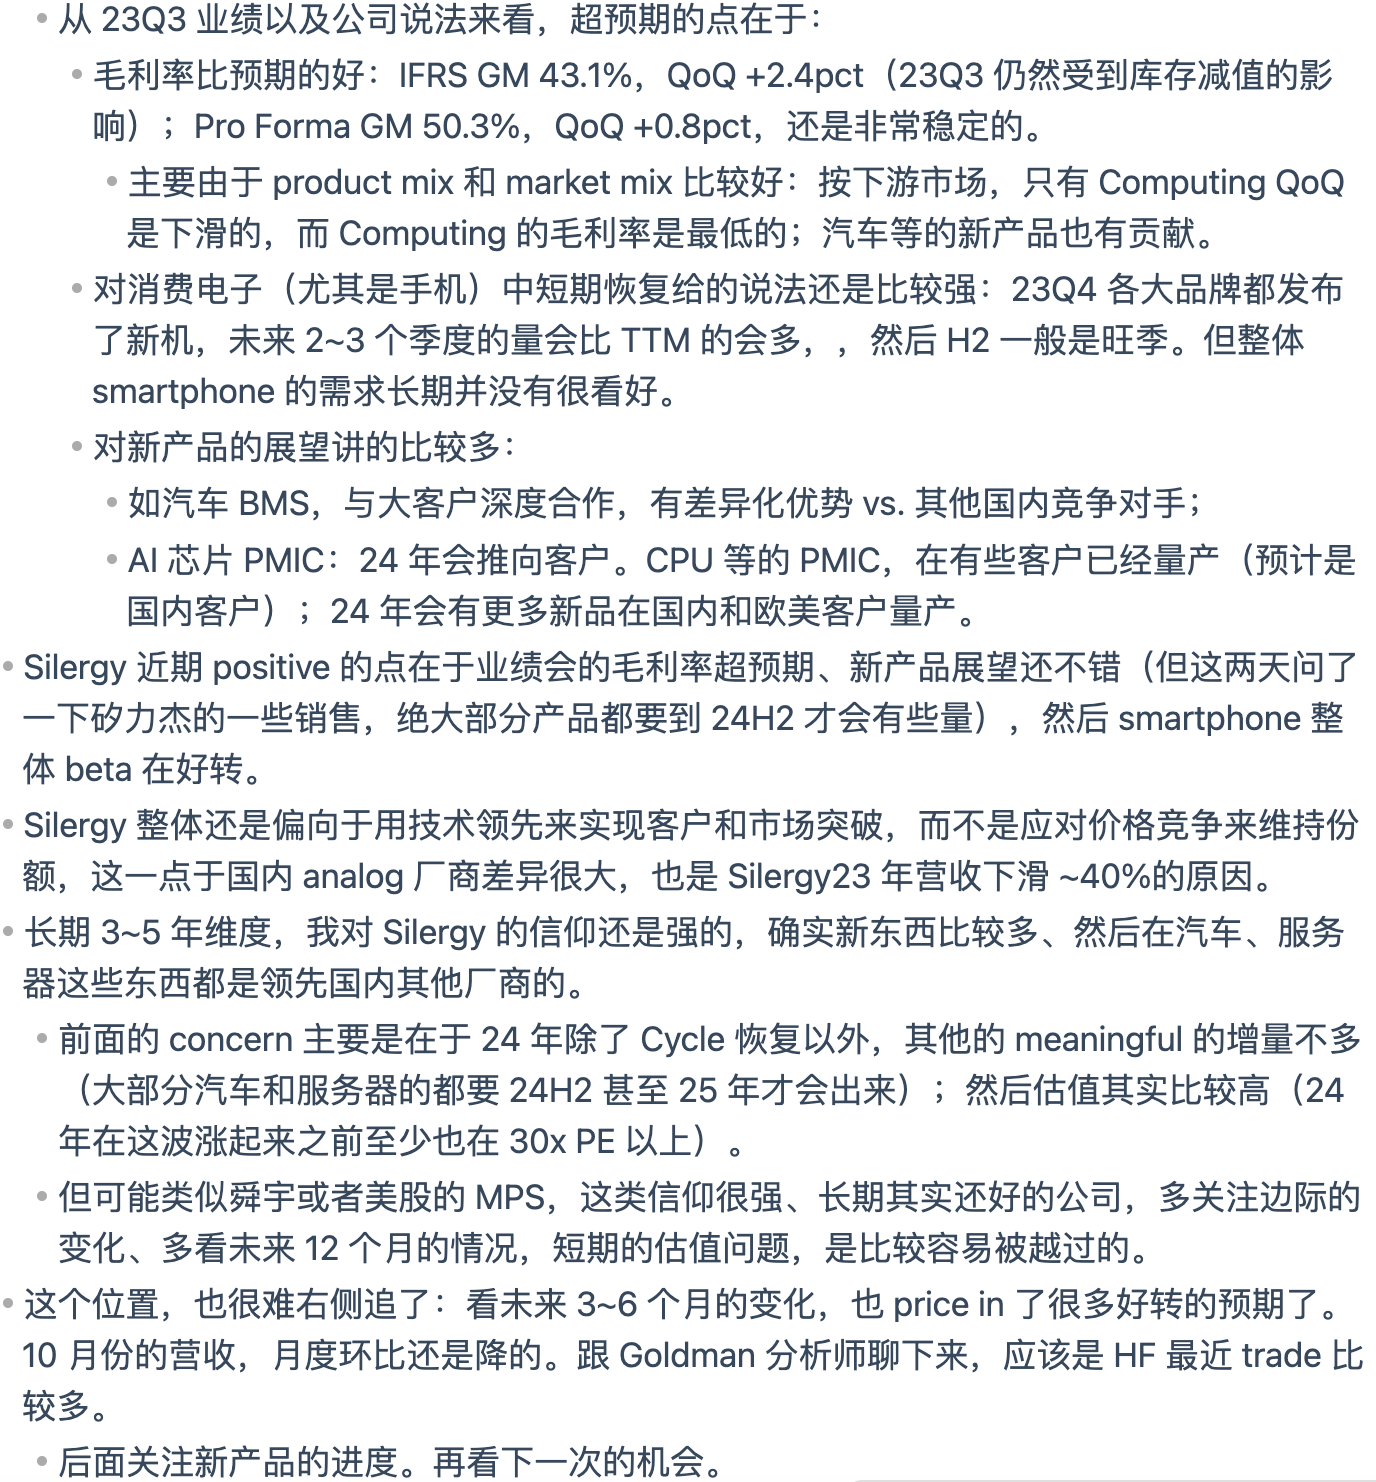 • 从 23Q3 业绩以及公司说法来看，超预期的点在于：
• 毛利率比预期的好：IFRS GM 43.1%，QoQ +2.4pct（23Q3 仍然受到库存减值的影
响）；Pro Forma GM 50.3%，QoQ +0.8pct，还是非常稳定的。
• 主要由于 product mix 和 market mix 比较好：按下游市场，只有 Computing QoQ
是下滑的，而 Computing 的毛利率是最低的；汽车等的新产品也有贡献。
• 对消费电子（尤其是手机）中短期恢复给的说法还是比较强：23Q4 各大品牌都发布
了新机，未来 2~3 个季度的量会比 TTM 的会多，，然后 H2 一般是旺季。但整体
smartphone 的需求长期并没有很看好。
• 对新产品的展望讲的比较多：
• 如汽车 BMS，与大客户深度合作，有差异化优势 vs. 其他国内竞争对手；
• AI 芯片 PMIC：24 年会推向客户。CPU 等的 PMIC，在有些客户已经量产（预计是
国内客户）；24 年会有更多新品在国内和欧美客户量产。
• Silergy 近期 positive 的点在于业绩会的毛利率超预期、新产品展望还不错（但这两天问了
一下矽力杰的一些销售，绝大部分产品都要到 24H2 才会有些量），然后 smartphone 整
体 beta 在好转。
• Silergy 整体还是偏向于用技术领先来实现客户和市场突破，而不是应对价格竞争来维持份
额，这一点于国内 analog 厂商差异很大，也是 Silergy23 年营收下滑 ~40%的原因。
• 长期 3~5 年维度，我对 Silergy 的信仰还是强的，确实新东西比较多、然后在汽车、服务
器这些东西都是领先国内其他厂商的。
• 前面的 concern 主要是在于 24 年除了 Cycle 恢复以外，其他的 meaningful 的增量不多
（大部分汽车和服务器的都要 24H2 甚至 25 年才会出来）；然后估值其实比较高（24
年在这波涨起来之前至少也在 30x PE 以上）。
• 但可能类似舜宇或者美股的 MPS，这类信仰很强、长期其实还好的公司，多关注边际的
变化、多看未来 12 个月的情况，短期的估值问题，是比较容易被越过的。
• 这个位置，也很难右侧追了：看未来 3~6 个月的变化，也 price in 了很多好转的预期了。
10 月份的营收，月度环比还是降的。跟 Goldman 分析师聊下来，应该是 HF 最近 trade 比
较多。
• 后面关注新产品的进度。再看下一次的机会。